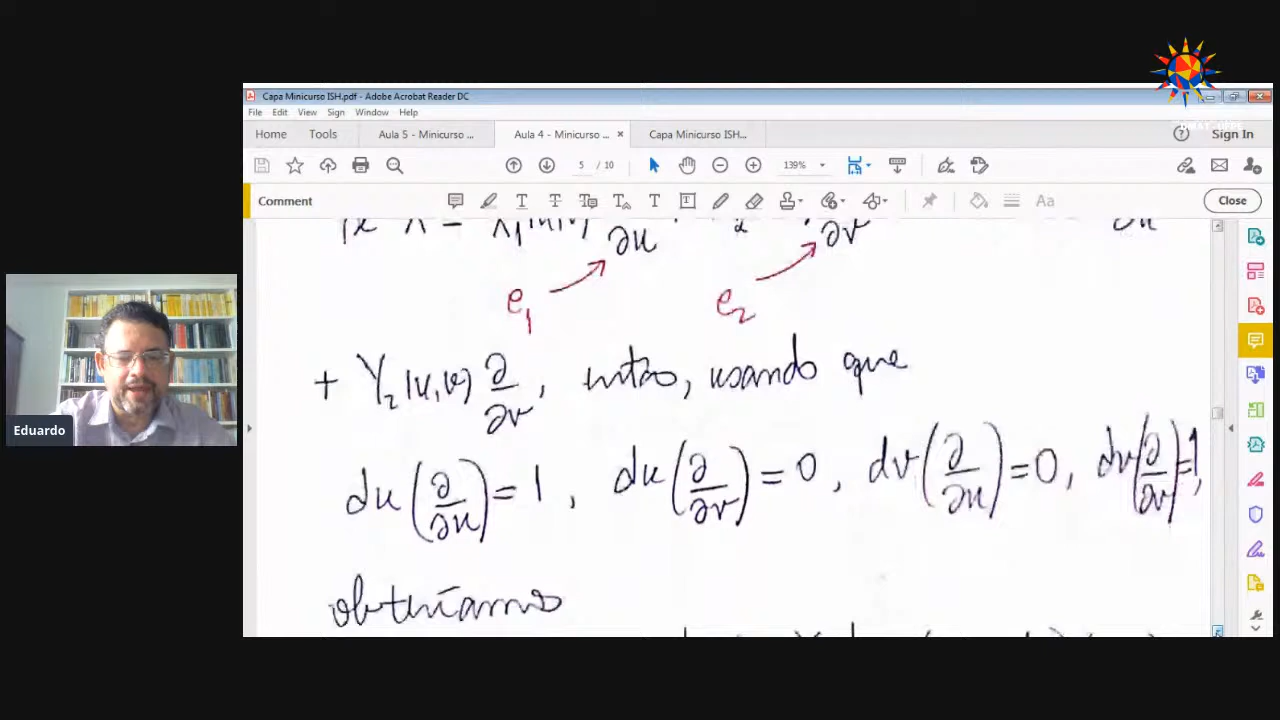 Capa Minicurso ISH.pdf - Adobe Acrobat Reader DC
File Edit View Sign Window Help
Home Tools Aula 5 - Minicurso ... Aula 4 - Minicurso ... × Capa Minicurso ISH...
? Sign In
5 / 10 139%
Comment Aa Close
∂u ∂v ∂u
e₁ e₂
+ Y₂(u,v) ∂/∂v, então, usando que
du(∂/∂u) = 1, du(∂/∂v) = 0, dv(∂/∂u) = 0, dv(∂/∂v) = 1,
obteríamos
Eduardo